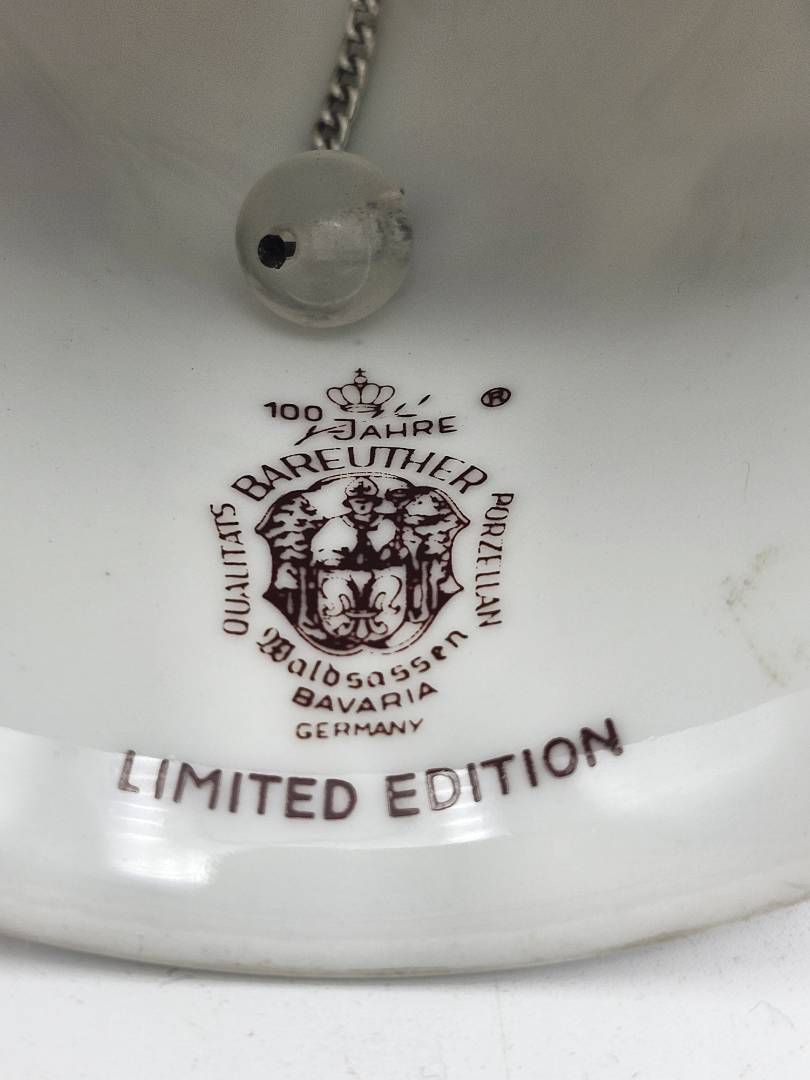 100 JAHRE ®
BAREUTHER
QUALITÄTS PORZELLAN
Waldsassen
BAVARIA
GERMANY
LIMITED EDITION